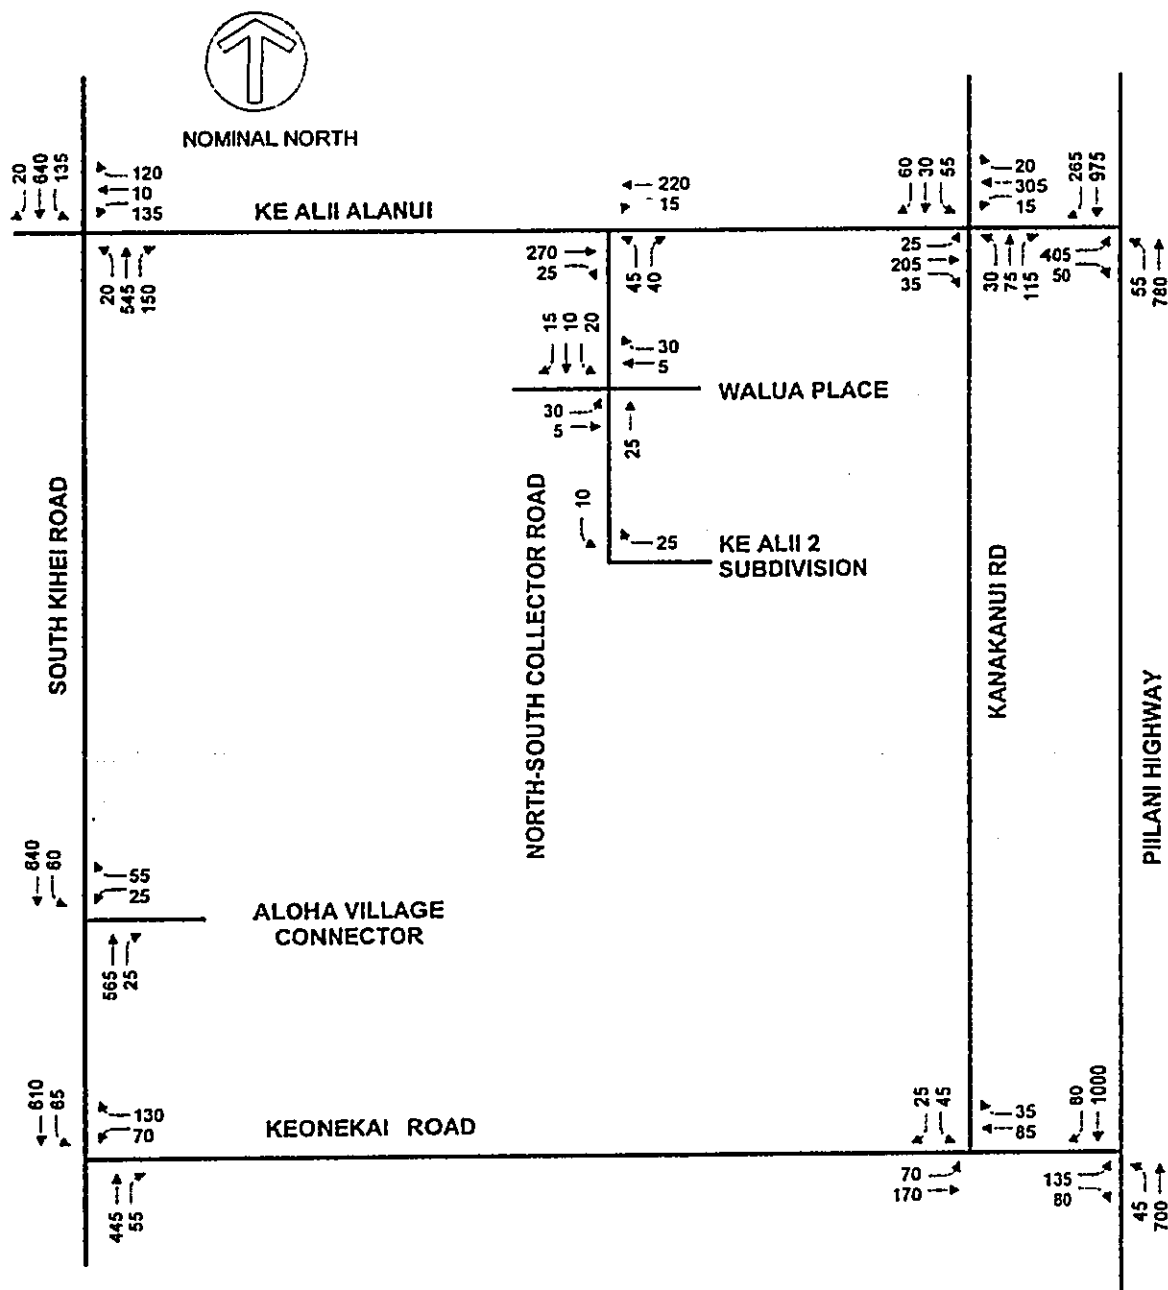 NOMINAL NORTH
20 640 135
120
10
135
KE ALII ALANUI
220
15
60 30 55
20
305
15
265 975
20 545 150
270
25
45 40
25
205
35
30 75 115
405
50
55 780
15 10 20
30
5
WALUA PLACE
30
5
25
SOUTH KIHEI ROAD
NORTH-SOUTH COLLECTOR ROAD
10
25
KE ALII 2
SUBDIVISION
KANAKANUI RD
PIILANI HIGHWAY
640 60
55
25
ALOHA VILLAGE
CONNECTOR
565 25
610 65
130
70
KEONEKAI ROAD
25 45
35
85
80 1000
445 55
70
170
135
80
45 700